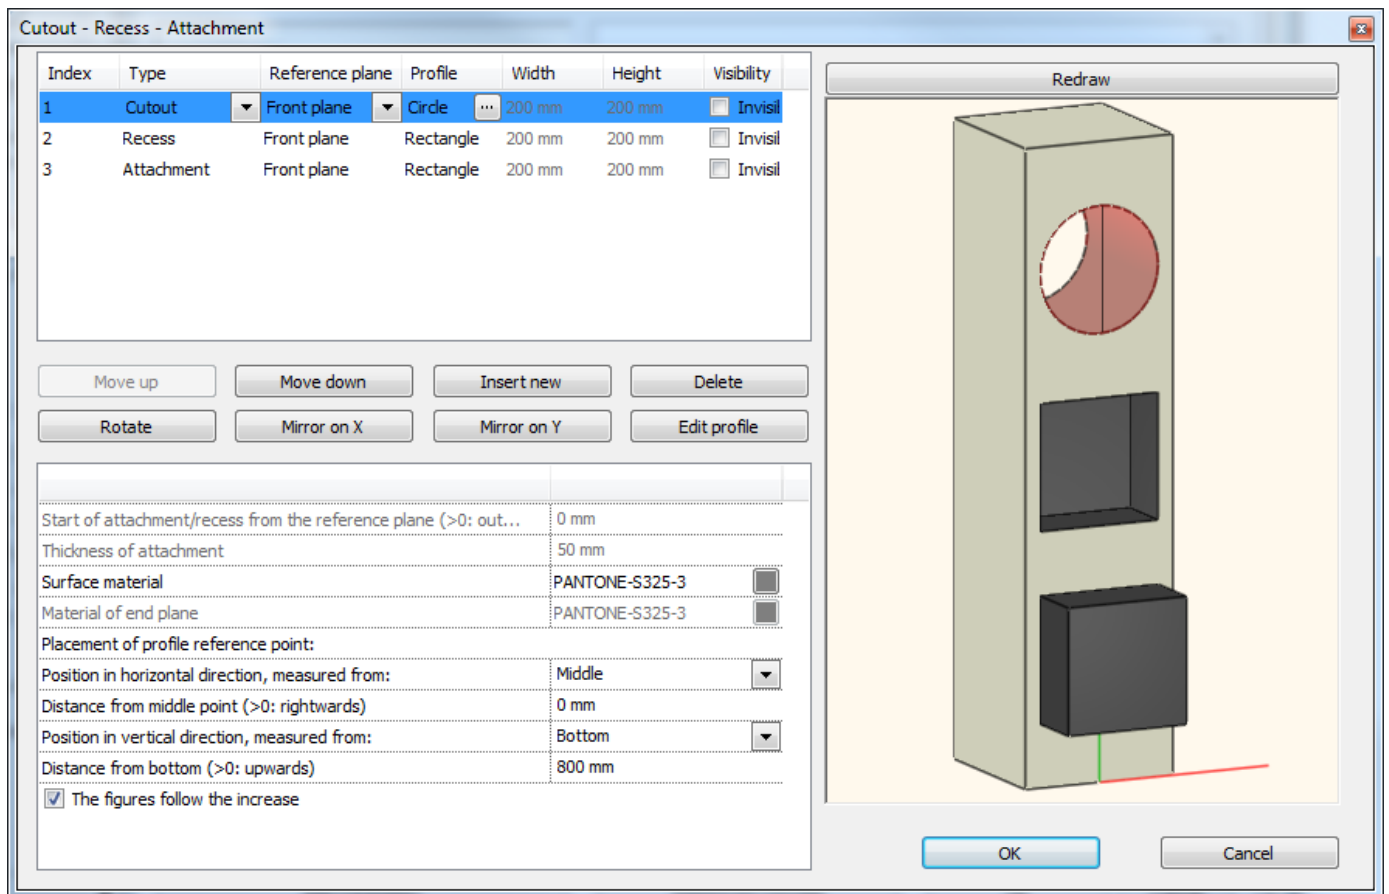 Cutout - Recess - Attachment
Index Type Reference plane Profile Width Height Visibility
1 Cutout Front plane Circle ... 200 mm 200 mm Invisil
2 Recess Front plane Rectangle 200 mm 200 mm Invisil
3 Attachment Front plane Rectangle 200 mm 200 mm Invisil
Redraw
Move up Move down Insert new Delete
Rotate Mirror on X Mirror on Y Edit profile
Start of attachment/recess from the reference plane (>0: out... 0 mm
Thickness of attachment 50 mm
Surface material PANTONE-S325-3
Material of end plane PANTONE-S325-3
Placement of profile reference point:
Position in horizontal direction, measured from: Middle
Distance from middle point (>0: rightwards) 0 mm
Position in vertical direction, measured from: Bottom
Distance from bottom (>0: upwards) 800 mm
The figures follow the increase
OK Cancel